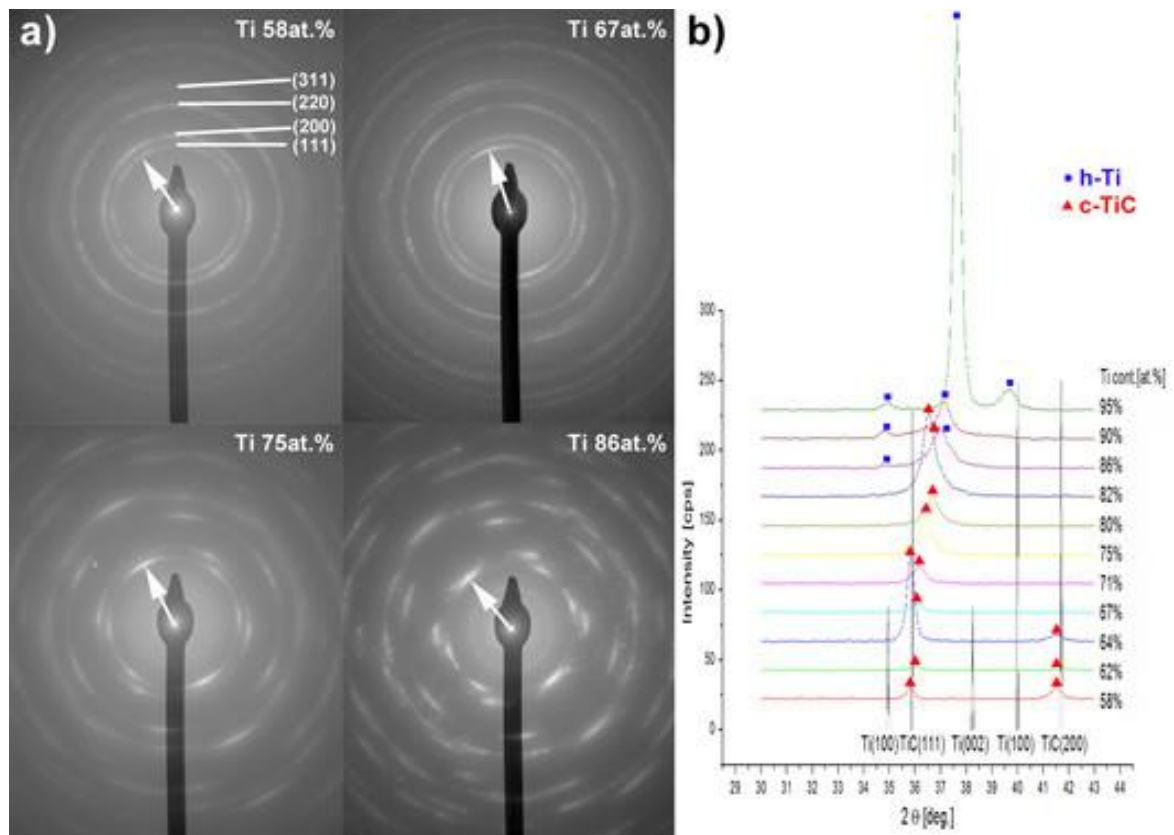 a)
Ti 58at.%
(311)
(220)
(200)
(111)
Ti 67at.%
Ti 75at.%
Ti 86at.%
b)
h-Ti
c-TiC
300
250
200
150
100
50
0
Intensity [cps]
Ti cont.[at.%]
95%
90%
86%
82%
80%
75%
71%
67%
64%
62%
58%
Ti(100) TiC(111) Ti(002) Ti(100) TiC(200)
29 30 31 32 33 34 35 36 37 38 39 40 41 42 43 44
2 θ [deg.]